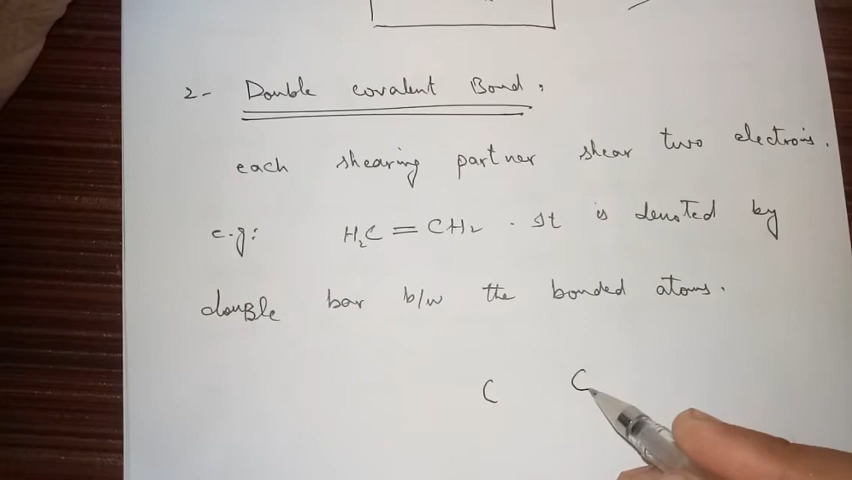 2- Double covalent Bond.
each shearing partner shear two electrons.
e.g: H₂C = CH₂. It is denoted by
double bar b/w the bonded atoms.
C C